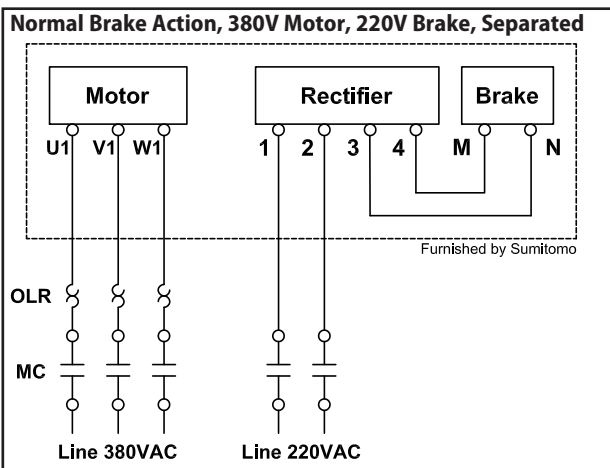 Normal Brake Action, 380V Motor, 220V Brake, Separated
Motor Rectifier Brake
U1 V1 W1 1 2 3 4 M N
Furnished by Sumitomo
OLR
MC
Line 380VAC Line 220VAC